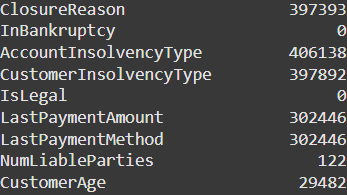 ClosureReason 397393
InBankruptcy 0
AccountInsolvencyType 406138
CustomerInsolvencyType 397892
IsLegal 0
LastPaymentAmount 302446
LastPaymentMethod 302446
NumLiableParties 122
CustomerAge 29482